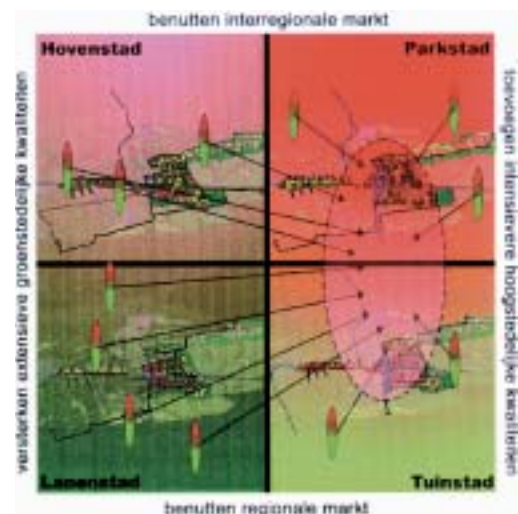 benutten interregionale markt
Hovenstad
Parkstad
versterken extensieve groenstedelijke kwaliteiten
toevoegen intensievere hoogstedelijke kwaliteiten
Lanenstad
Tuinstad
benutten regionale markt